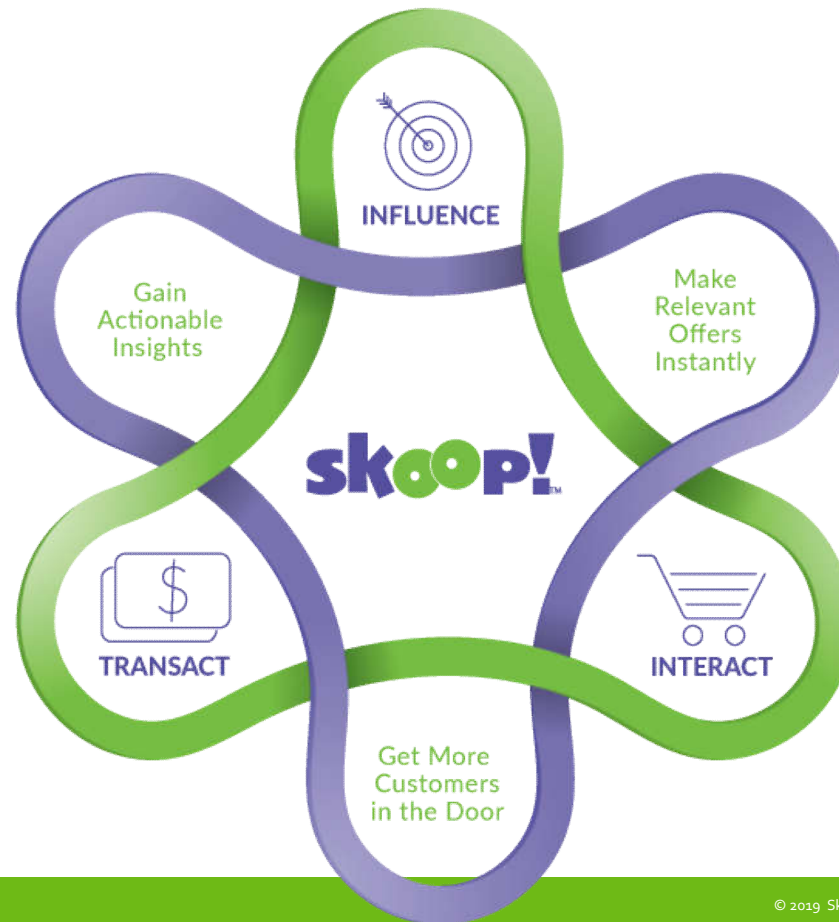 INFLUENCE
Gain
Actionable
Insights
Make
Relevant
Offers
Instantly
skoop!™
$
TRANSACT
INTERACT
Get More
Customers
in the Door
© 2019